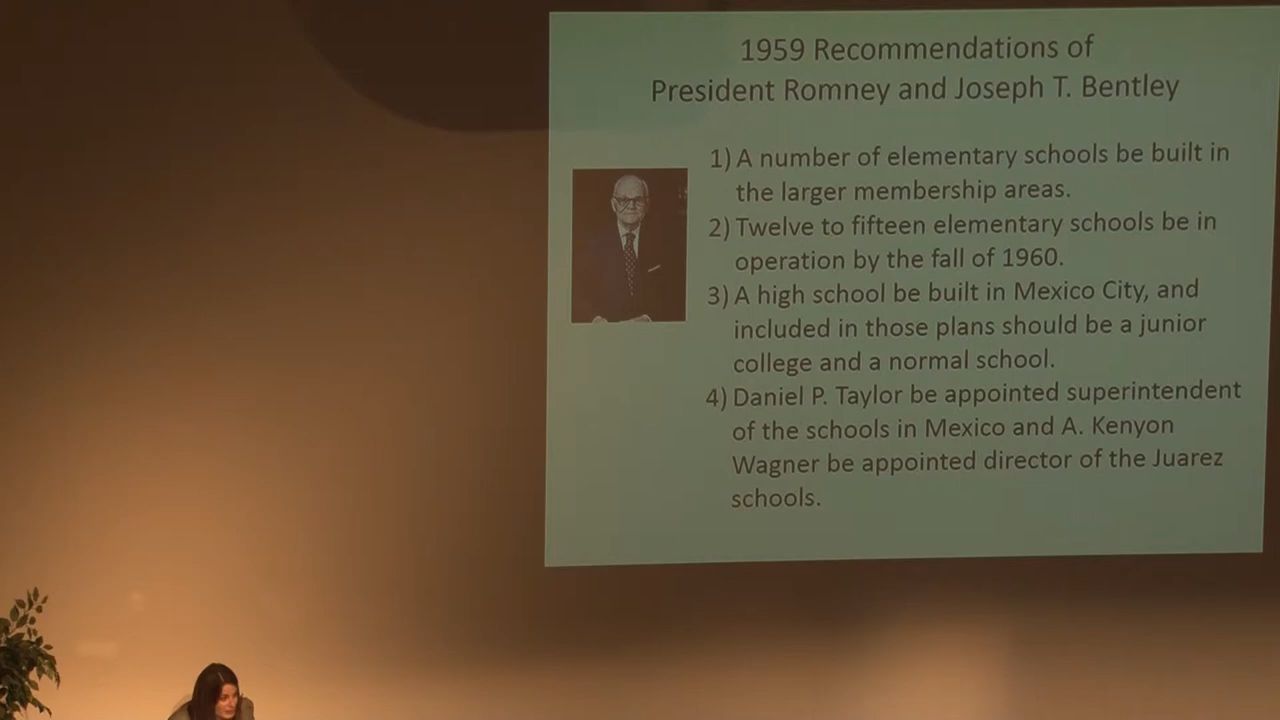 1959 Recommendations of
President Romney and Joseph T. Bentley
1) A number of elementary schools be built in
the larger membership areas.
2) Twelve to fifteen elementary schools be in
operation by the fall of 1960.
3) A high school be built in Mexico City, and
included in those plans should be a junior
college and a normal school.
4) Daniel P. Taylor be appointed superintendent
of the schools in Mexico and A. Kenyon
Wagner be appointed director of the Juarez
schools.